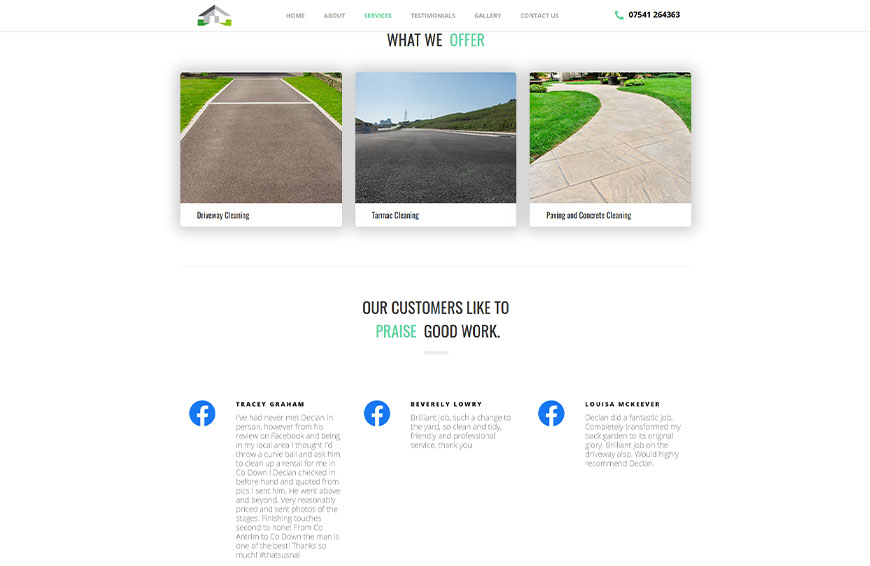 HOME ABOUT SERVICES TESTIMONIALS GALLERY CONTACT US 07541 264363
WHAT WE OFFER
Driveway Cleaning
Tarmac Cleaning
Paving and Concrete Cleaning
OUR CUSTOMERS LIKE TO
PRAISE GOOD WORK.
TRACEY GRAHAM
I've had never met Declan in
person, however from his
review on Facebook and being
in my local area I thought I'd
throw a curve ball and ask him
to clean up a rental for me in
Co Down ! Declan checked in
before hand and quoted from
pics I sent him. He went above
and beyond. Very reasonably
priced and sent photos of the
stages. Finishing touches
second to none! From Co
Antrim to Co Down the man is
one of the best! Thanks so
much! #thatsusnai
BEVERELY LOWRY
Brilliant job, such a change to
the yard, so clean and tidy,
friendly and professional
service, thank you
LOUISA MCKEEVER
Declan did a fantastic job.
Completely transformed my
back garden to its original
glory. Brilliant job on the
driveway also. Would highly
recommend Declan.